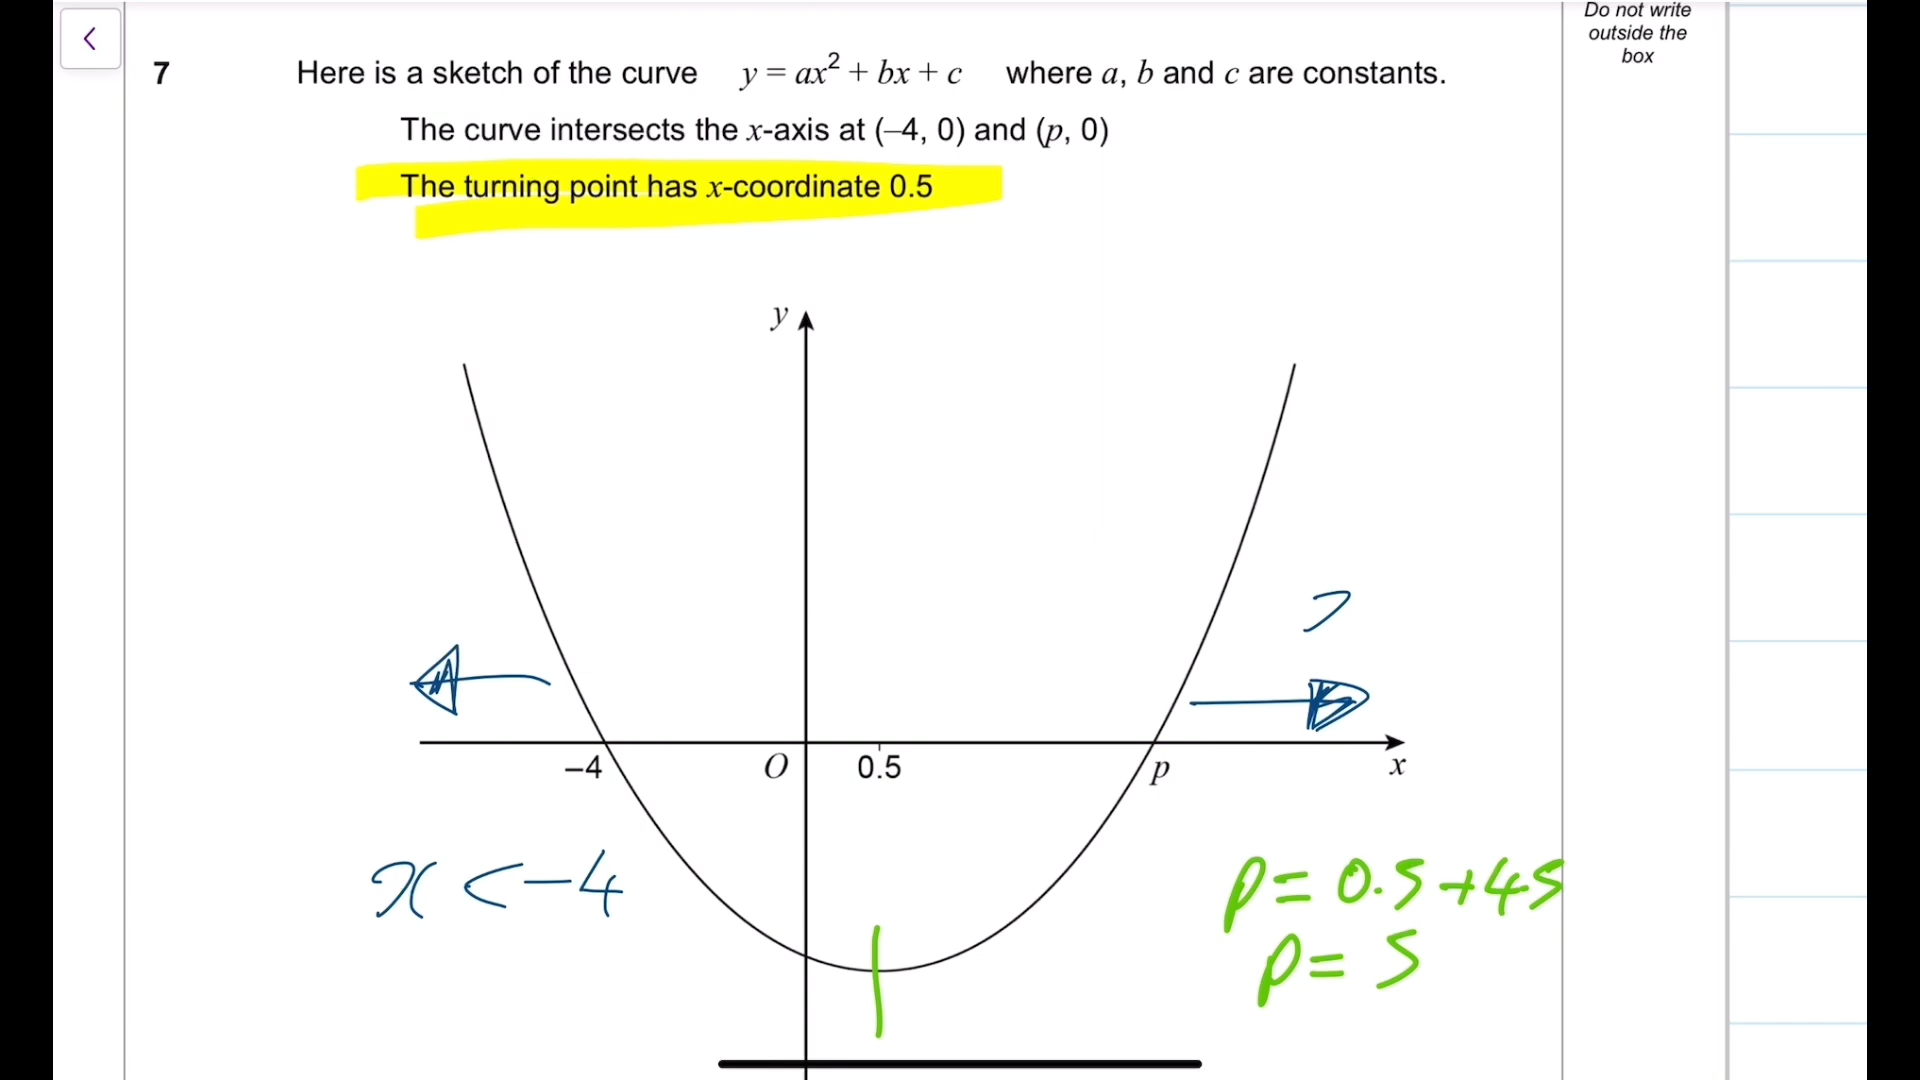 Do not write
outside the
box
7 Here is a sketch of the curve y = ax² + bx + c where a, b and c are constants.
The curve intersects the x-axis at (–4, 0) and (p, 0)
The turning point has x-coordinate 0.5
y
–4 O 0.5 p x
x < -4
p = 0.5 + 4.5
p = 5